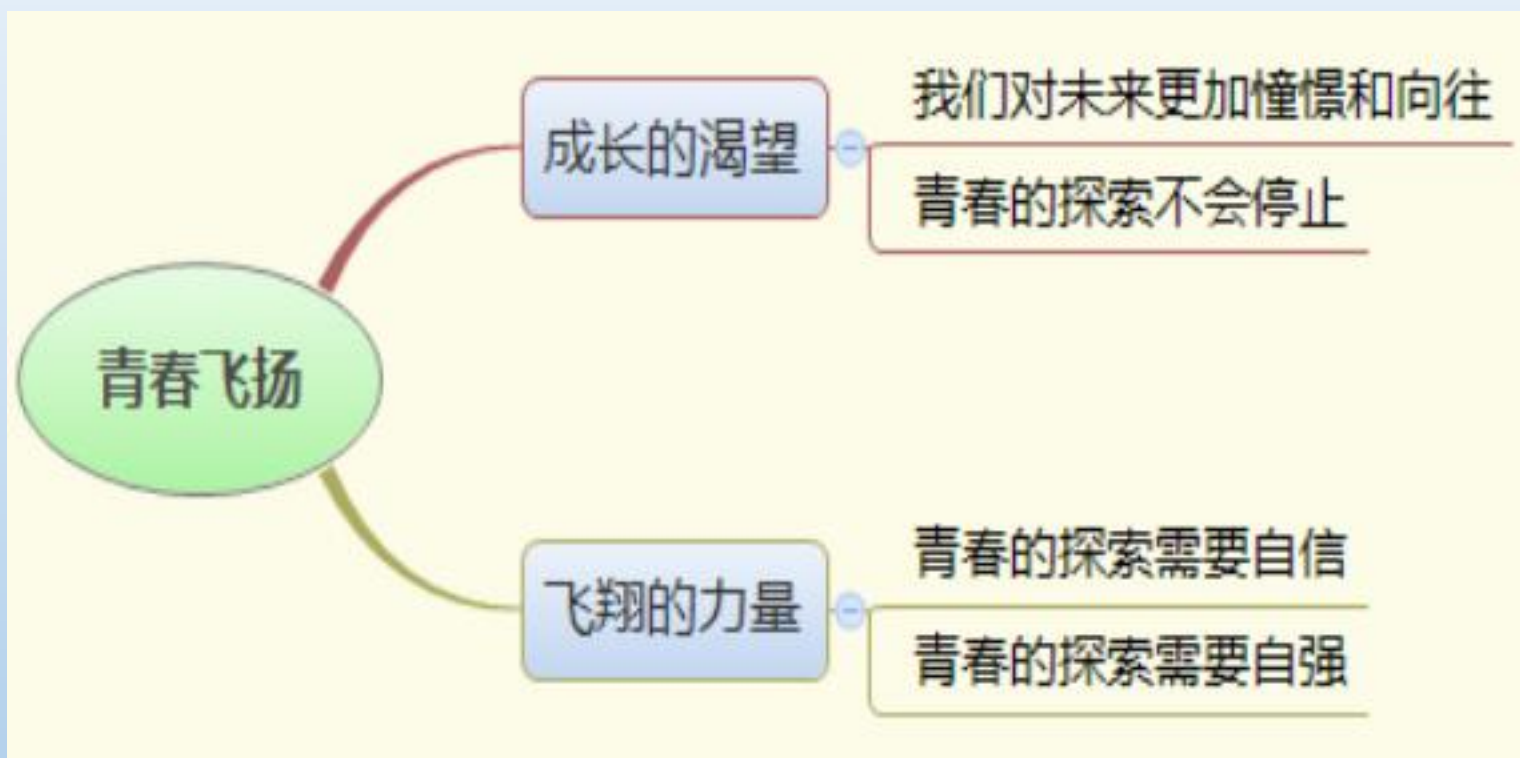 青春飞扬
成长的渴望
我们对未来更加憧憬和向往
青春的探索不会停止
飞翔的力量
青春的探索需要自信
青春的探索需要自强